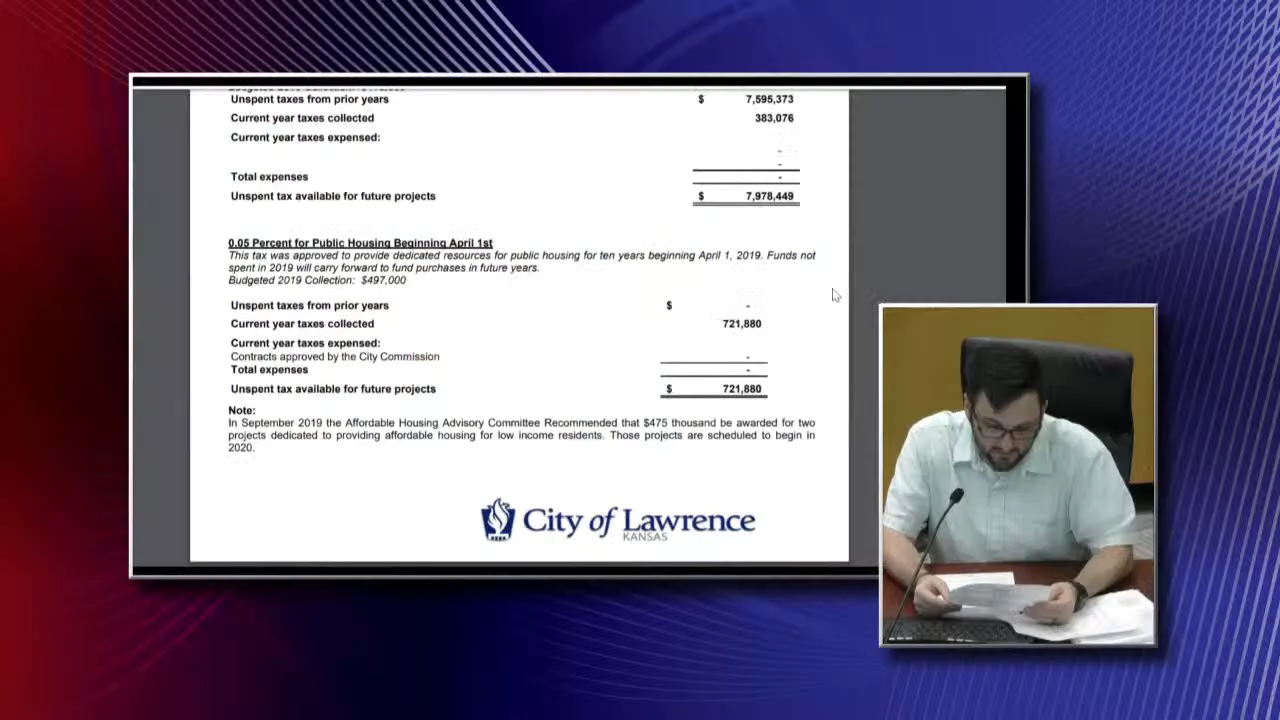 Unspent taxes from prior years $ 7,595,373
Current year taxes collected 383,076
Current year taxes expensed:
-
-
Total expenses -
Unspent tax available for future projects $ 7,978,449
0.05 Percent for Public Housing Beginning April 1st
This tax was approved to provide dedicated resources for public housing for ten years beginning April 1, 2019. Funds not
spent in 2019 will carry forward to fund purchases in future years.
Budgeted 2019 Collection: $497,000
Unspent taxes from prior years $ -
Current year taxes collected 721,880
Current year taxes expensed:
Contracts approved by the City Commission -
Total expenses -
Unspent tax available for future projects $ 721,880
Note:
In September 2019 the Affordable Housing Advisory Committee Recommended that $475 thousand be awarded for two
projects dedicated to providing affordable housing for low income residents. Those projects are scheduled to begin in
2020.
City of Lawrence
KANSAS